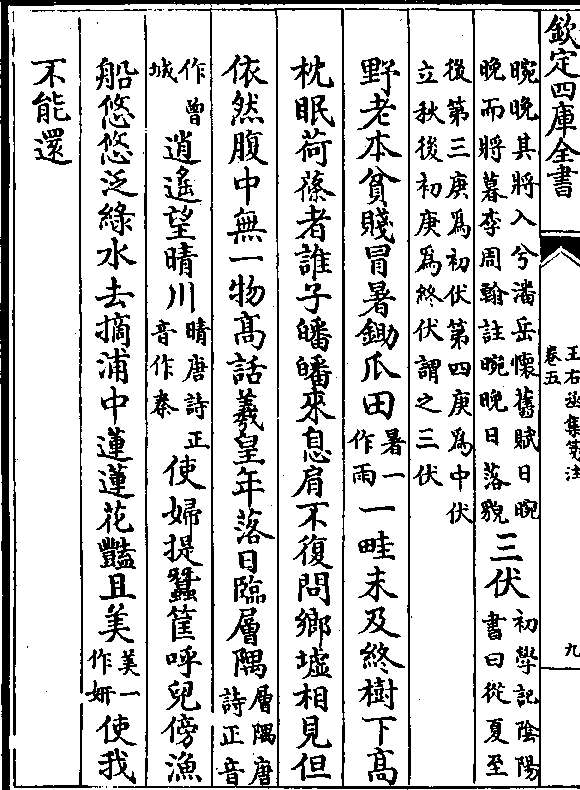 欽定四庫全書
王右丞集箋注
卷五
九
晼晚其將入兮潘岳懷舊賦日晼
晚而將暮李周翰註晼晚日落貌
三伏
初學記陰陽
書曰從夏至
後第三庚為初伏第四庚為中伏
立秋後初庚為終伏謂之三伏
野老本貧賤冒暑鋤瓜田
暑一
作雨
一畦未及終樹下高
枕眠荷蓧者誰子皤皤來息肩不復問鄉墟相見但
依然腹中無一物高話羲皇年落日臨層隅
層隅唐
詩正音
作曾
城
逍遙望晴川
晴唐詩正
音作秦
使婦提蠶筐呼兒傍漁
船悠悠泛綠水去摘浦中蓮蓮花豔且美
美一
作妍
使我
不能還